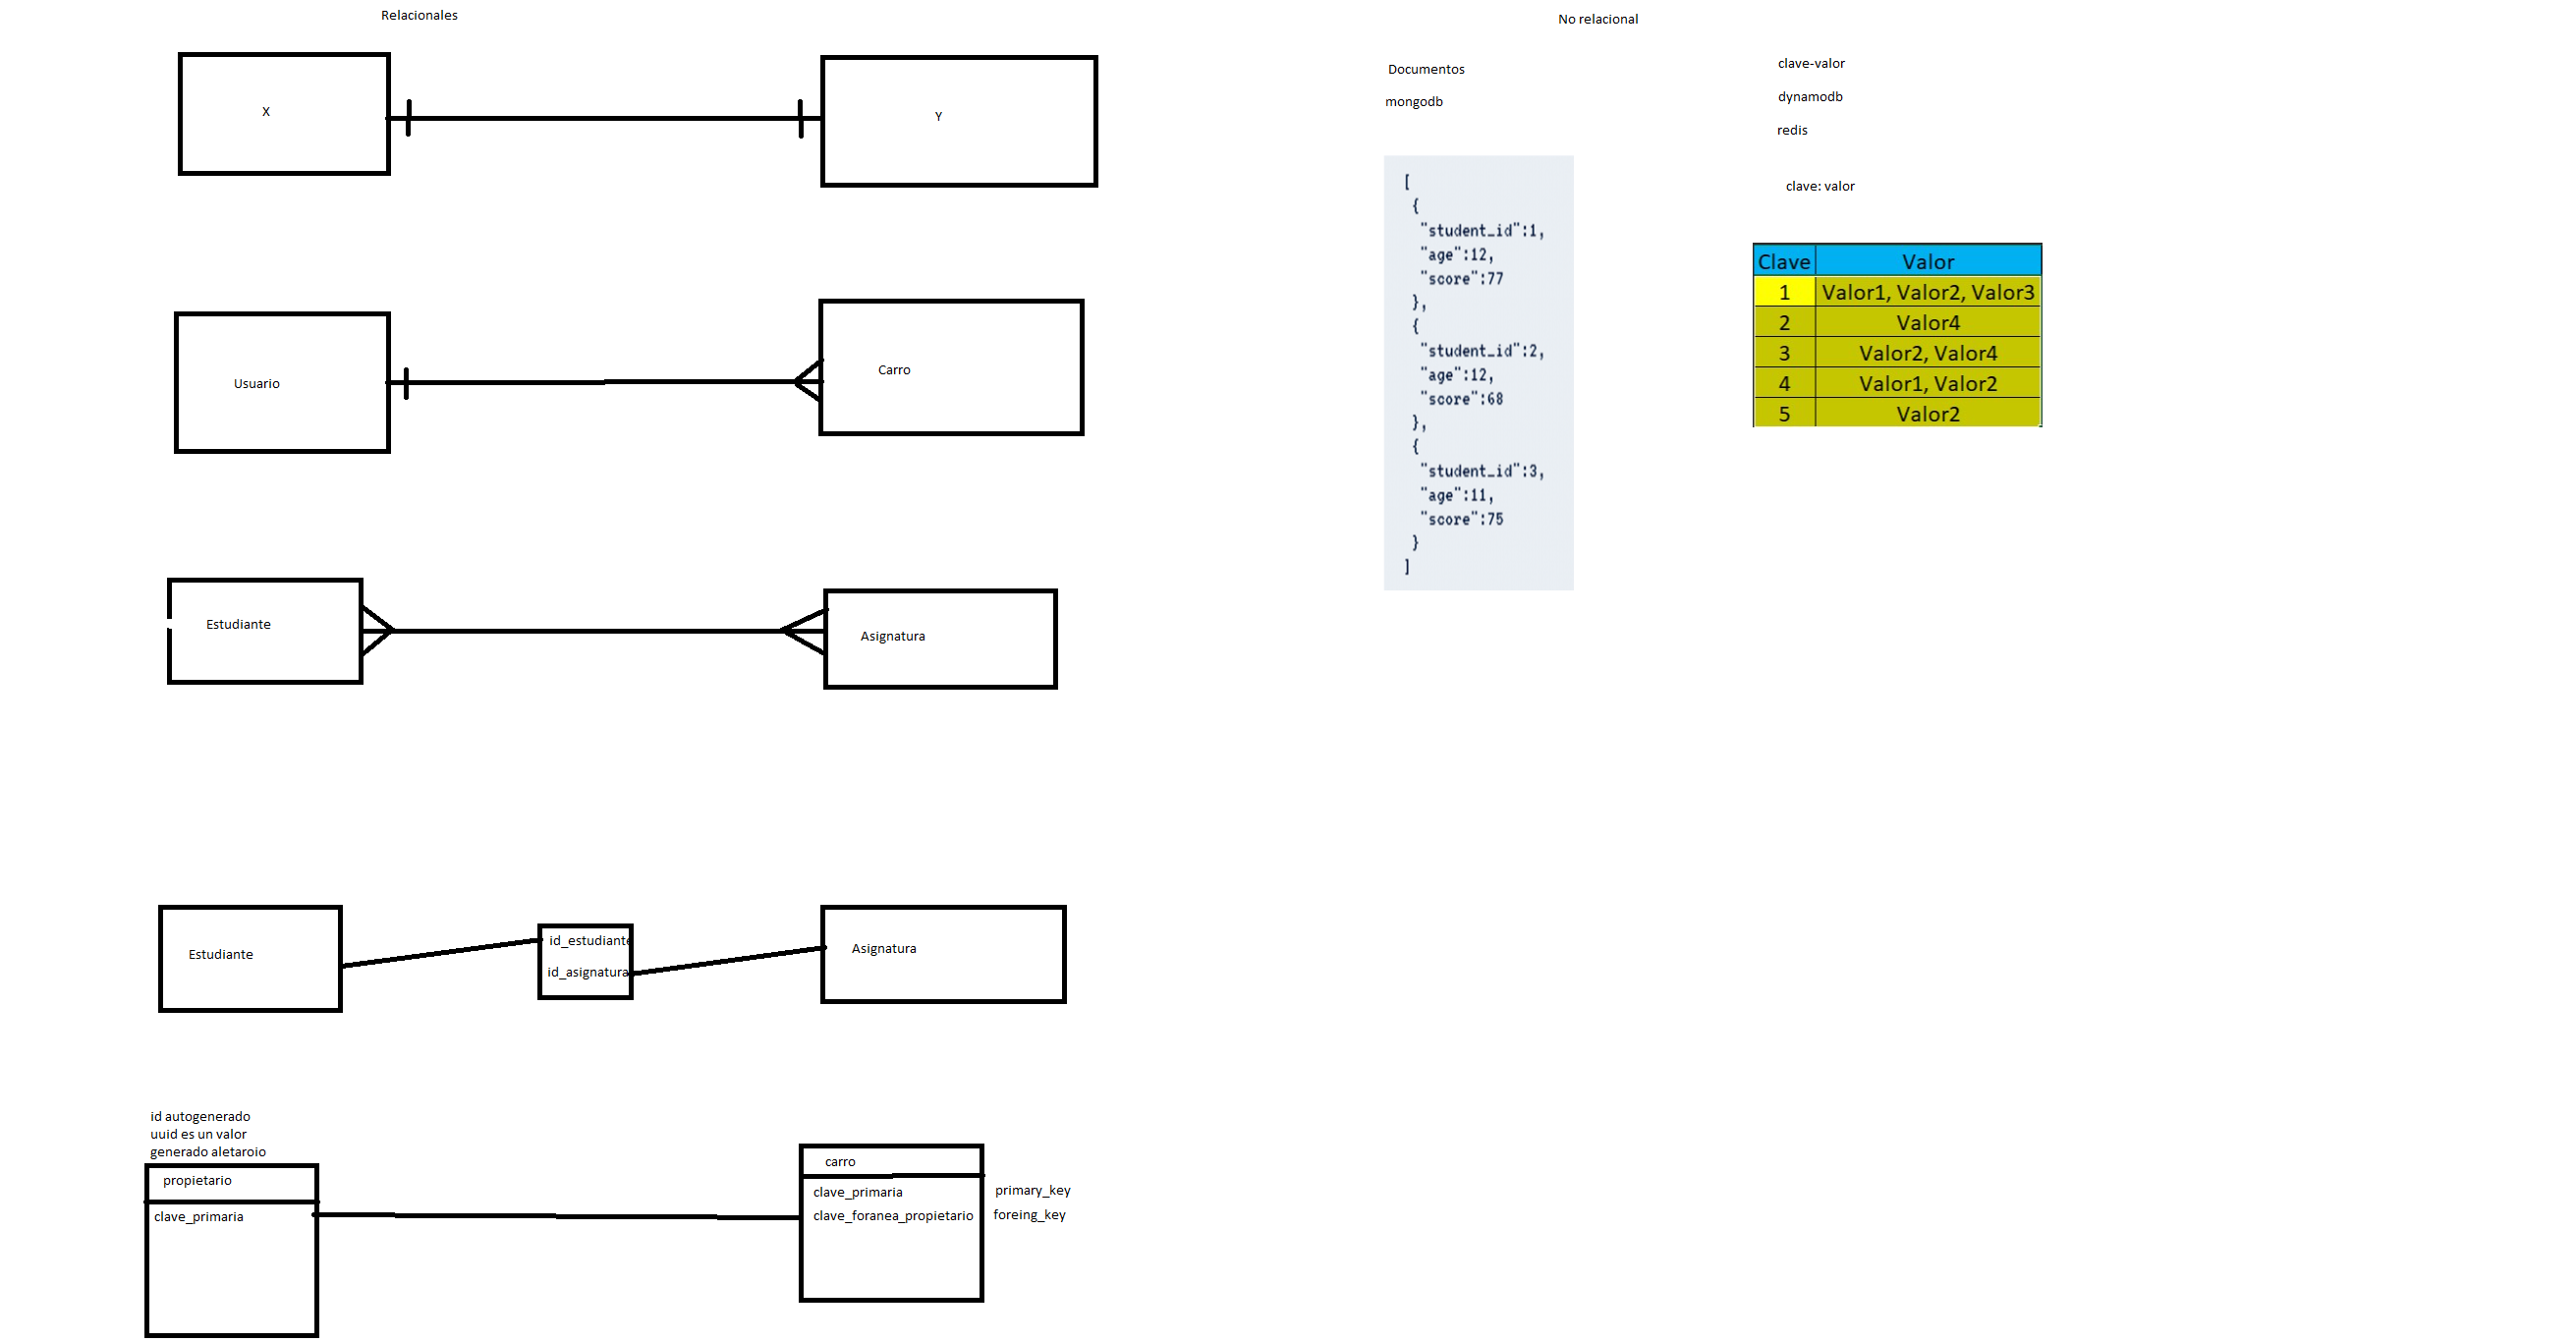 Relacionales
X
Y
Usuario
Carro
Estudiante
Asignatura
Estudiante
id_estudiante
id_asignatura
Asignatura
id autogenerado
uuid es un valor
generado aletaroio
propietario
clave_primaria
carro
clave_primaria
primary_key
clave_foranea_propietario
foreing_key
No relacional
Documentos
mongodb
[
{
"student_id":1,
"age":12,
"score":77
},
{
"student_id":2,
"age":12,
"score":68
},
{
"student_id":3,
"age":11,
"score":75
}
]
clave-valor
dynamodb
redis
clave: valor
Clave Valor
1 Valor1, Valor2, Valor3
2 Valor4
3 Valor2, Valor4
4 Valor1, Valor2
5 Valor2